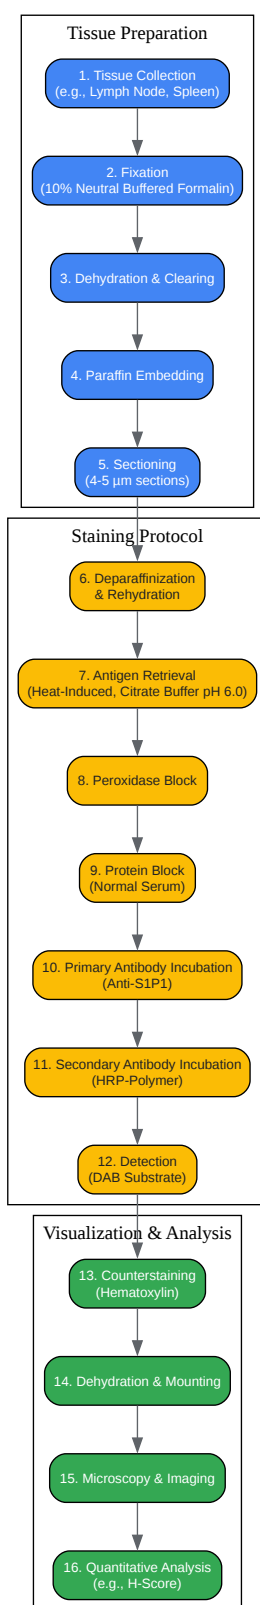 Tissue Preparation
1. Tissue Collection
(e.g., Lymph Node, Spleen)
2. Fixation
(10% Neutral Buffered Formalin)
3. Dehydration & Clearing
4. Paraffin Embedding
5. Sectioning
(4-5 µm sections)
Staining Protocol
6. Deparaffinization
& Rehydration
7. Antigen Retrieval
(Heat-Induced, Citrate Buffer pH 6.0)
8. Peroxidase Block
9. Protein Block
(Normal Serum)
10. Primary Antibody Incubation
(Anti-S1P1)
11. Secondary Antibody Incubation
(HRP-Polymer)
12. Detection
(DAB Substrate)
Visualization & Analysis
13. Counterstaining
(Hematoxylin)
14. Dehydration & Mounting
15. Microscopy & Imaging
16. Quantitative Analysis
(e.g., H-Score)